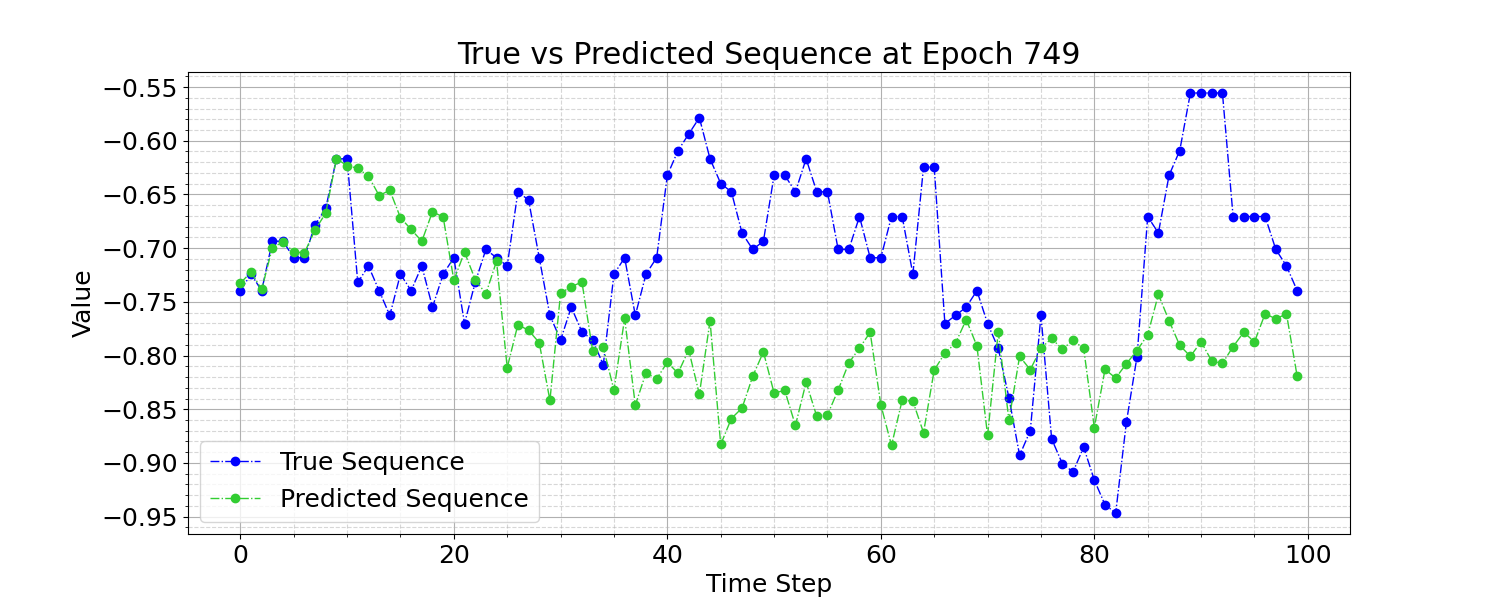 True vs Predicted Sequence at Epoch 749
−0.55
−0.60
−0.65
−0.70
−0.75
−0.80
−0.85
−0.90
−0.95
Value
True Sequence
Predicted Sequence
0 20 40 60 80 100
Time Step